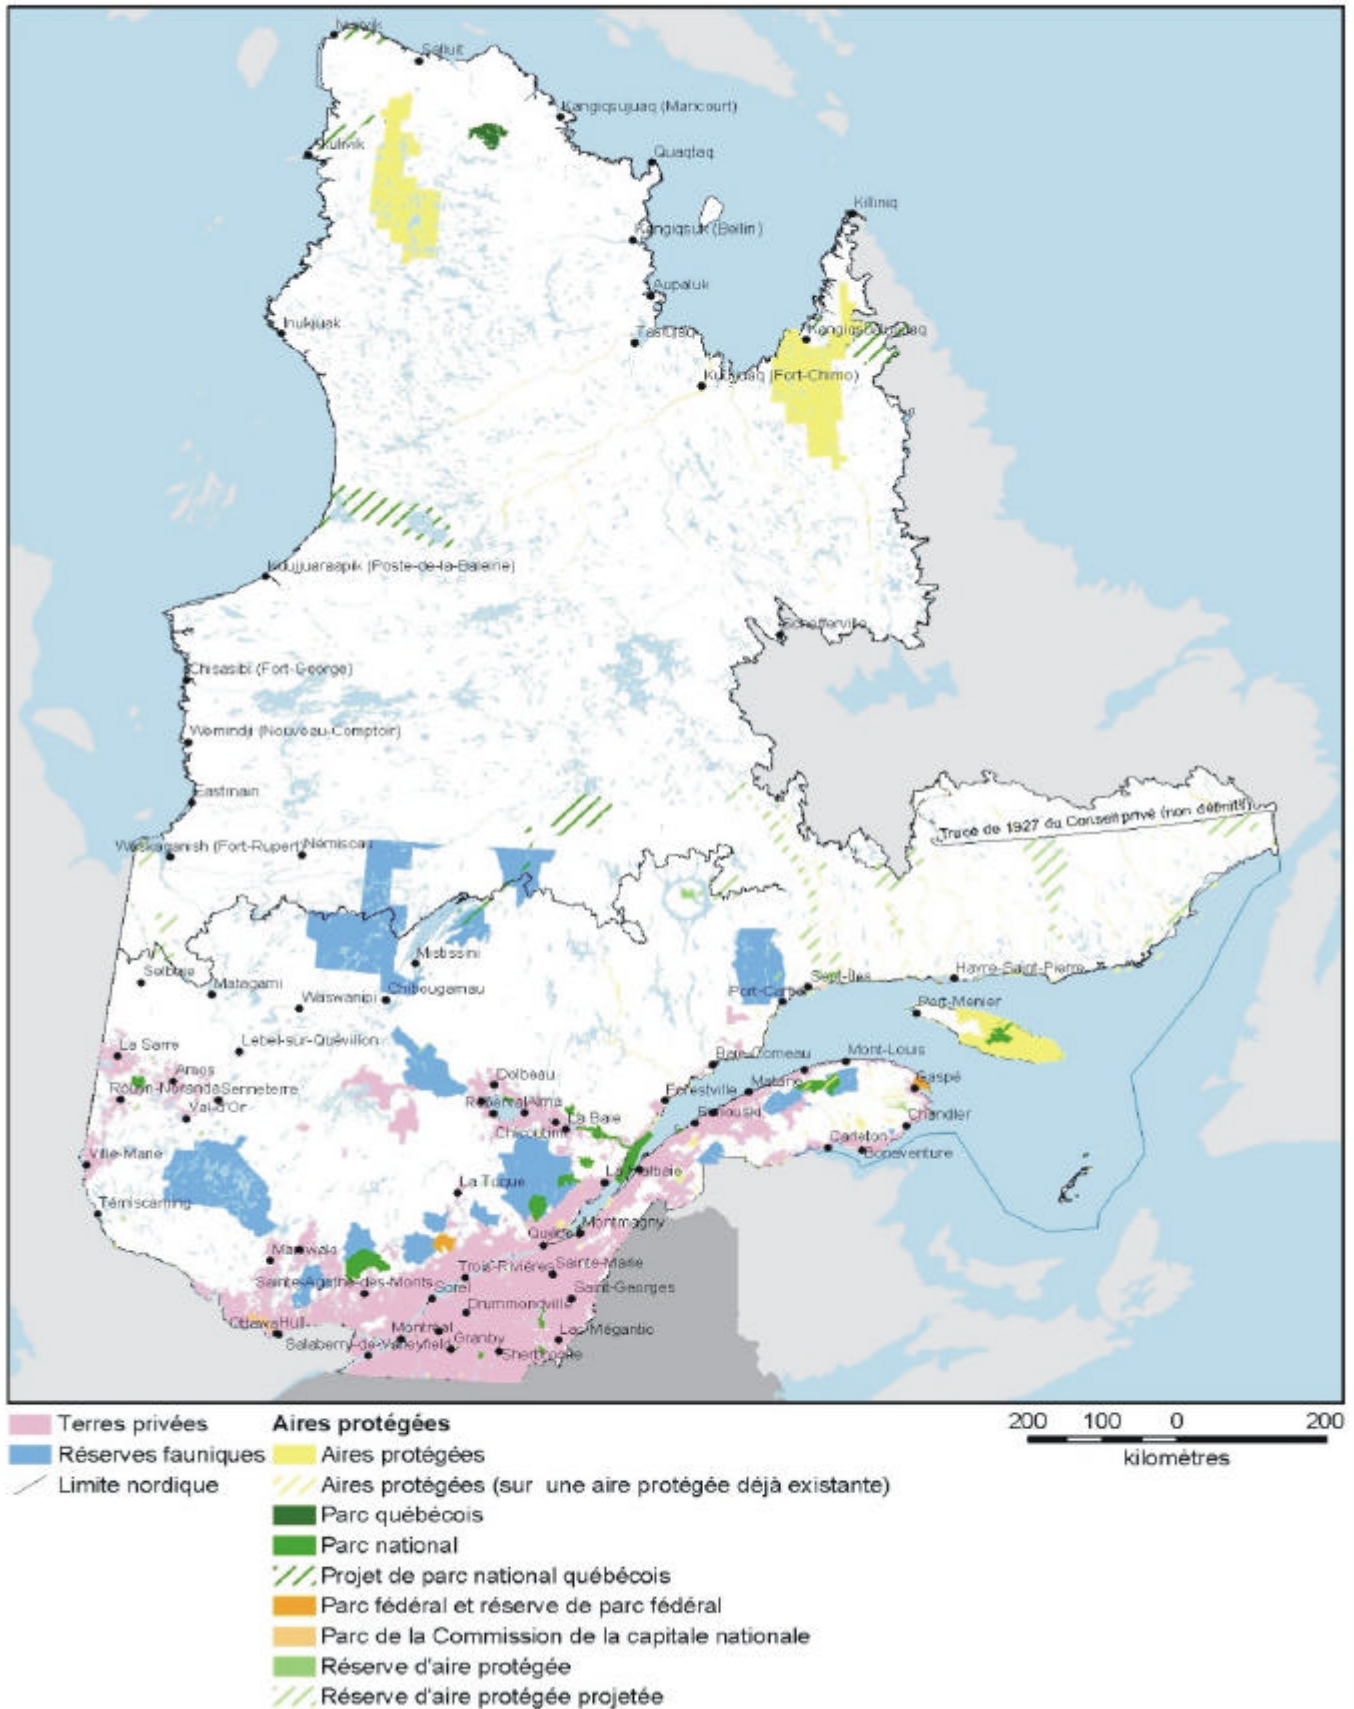 Ivujivik
Salluit
Kangiqsujuaq (Maricourt)
Akulivik
Quaqtaq
Killiniq
Kangiqsuk (Bellin)
Aupaluk
Inukjuak
Tasiujaq
Kuujjuaq (Fort-Chimo)
Kuujjuaraapik (Poste-de-la-Baleine)
Schefferville
Chisasibi (Fort-George)
Wemindji (Nouveau-Comptoir)
Eastmain
Tracé de 1927 du Conseil privé (non définitif)
Waskaganish (Fort-Rupert)
Némiscau
Mistissini
Selbaie
Matagami
Waswanipi
Chibougamau
Sept-Îles
Havre-Saint-Pierre
Port-Cartier
Port-Menier
La Sarre
Lebel-sur-Quévillon
Baie-Comeau
Mont-Louis
Amos
Rouyn-Noranda
Senneterre
Val-d'Or
Dolbeau
Roberval
Alma
La Baie
Chicoutimi
Forestville
Matane
Gaspé
Rimouski
Chandler
Carleton
Bonaventure
Ville-Marie
La Tuque
La Malbaie
Témiscaming
Montmagny
Québec
Maniwaki
Sainte-Agathe-des-Monts
Trois-Rivières
Sainte-Marie
Sorel
Saint-Georges
Drummondville
Ottawa
Hull
Montréal
Granby
Lac-Mégantic
Salaberry-de-Valleyfield
Sherbrooke
Terres privées
Réserves fauniques
Limite nordique
Aires protégées
Aires protégées
Aires protégées (sur une aire protégée déjà existante)
Parc québécois
Parc national
Projet de parc national québécois
Parc fédéral et réserve de parc fédéral
Parc de la Commission de la capitale nationale
Réserve d'aire protégée
Réserve d'aire protégée projetée
200 100 0 200
kilomètres